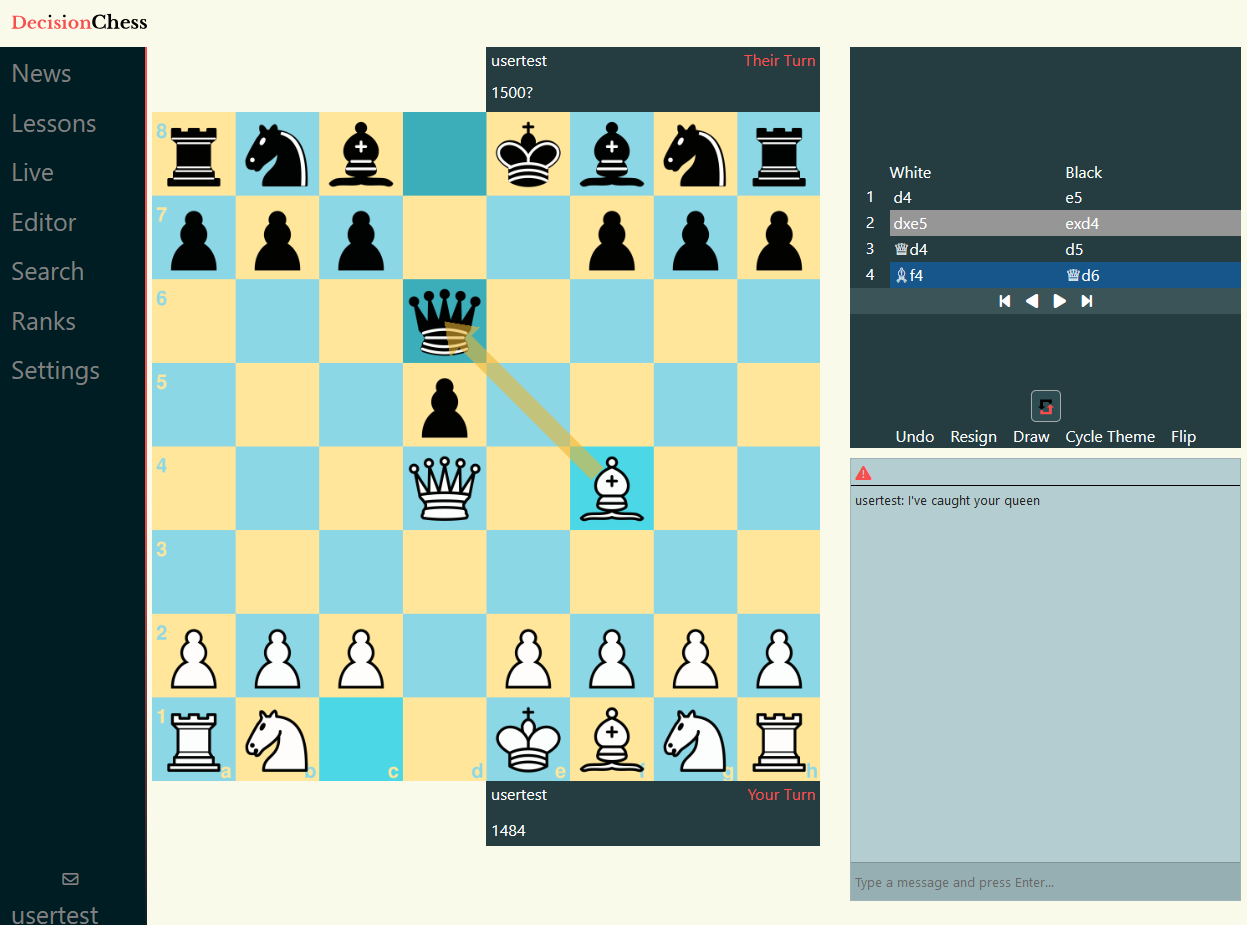 DecisionChess
News
Lessons
Live
Editor
Search
Ranks
Settings
usertest
usertest Their Turn
1500?
8
7
6
5
4
3
2
1
a b c d e f g h
usertest Your Turn
1484
White Black
1 d4 e5
2 dxe5 exd4
3 ♕d4 d5
4 ♗f4 ♕d6
Undo Resign Draw Cycle Theme Flip
usertest: I've caught your queen
Type a message and press Enter...